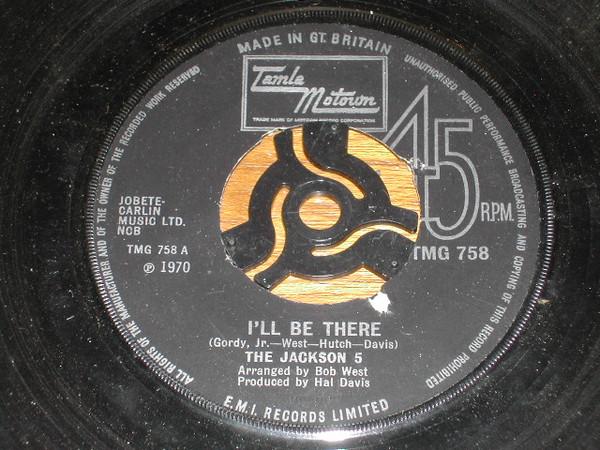 MADE IN GT. BRITAIN
Tamla
Motown
TRADE MARK OF MOTOWN RECORD CORPORATION
45
R.P.M.
UNAUTHORISED PUBLIC PERFORMANCE BROADCASTING AND COPYING OF THIS RECORD PROHIBITED
ALL RIGHTS OF THE MANUFACTURER AND OF THE OWNER OF THE RECORDED WORK RESERVED
JOBETE-
CARLIN
MUSIC LTD.
NCB
TMG 758 A
℗ 1970
TMG 758
I'LL BE THERE
(Gordy, Jr.—West—Hutch—Davis)
THE JACKSON 5
Arranged by Bob West
Produced by Hal Davis
E.M.I. RECORDS LIMITED